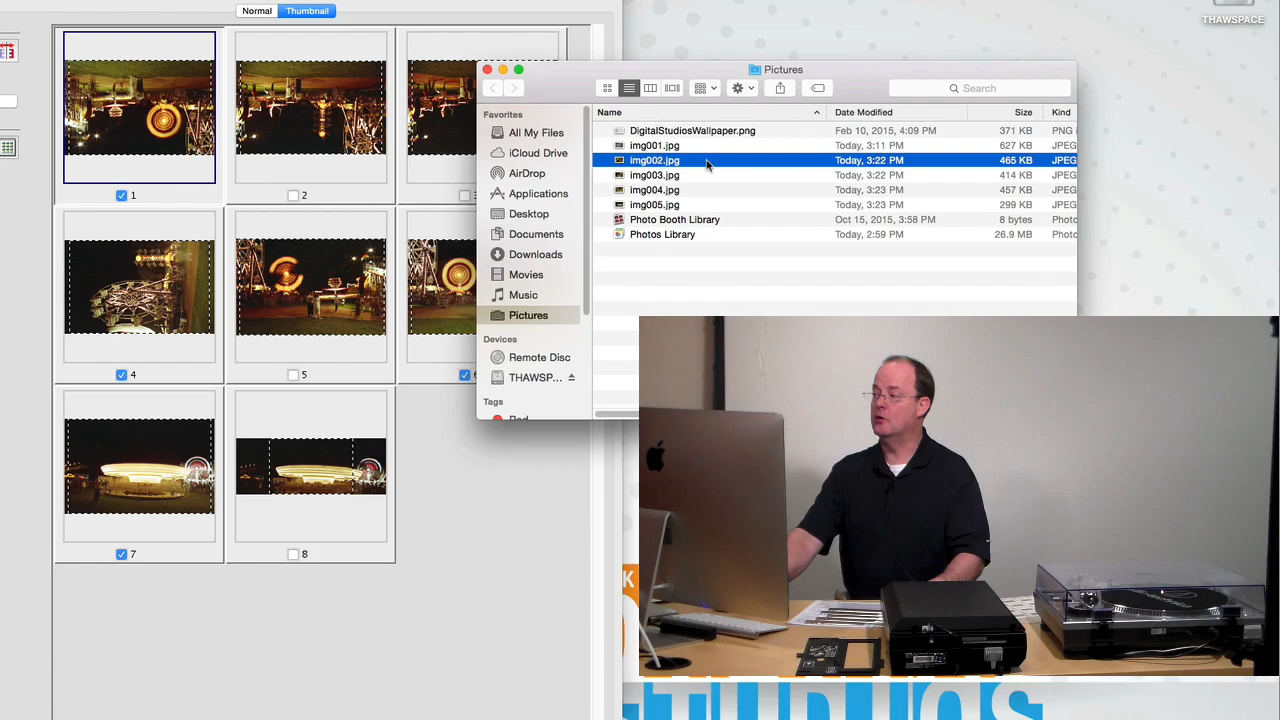 Normal Thumbnail
THAWSPACE
1
2
3
4
5
6
7
8
Pictures
Search
Favorites
All My Files
iCloud Drive
AirDrop
Applications
Desktop
Documents
Downloads
Movies
Music
Pictures
Devices
Remote Disc
THAWSP...
Tags
Name Date Modified Size Kind
DigitalStudiosWallpaper.png Feb 10, 2015, 4:09 PM 371 KB PNG
img001.jpg Today, 3:11 PM 627 KB JPEG
img002.jpg Today, 3:22 PM 465 KB JPEG
img003.jpg Today, 3:22 PM 414 KB JPEG
img004.jpg Today, 3:23 PM 457 KB JPEG
img005.jpg Today, 3:23 PM 299 KB JPEG
Photo Booth Library Oct 15, 2015, 3:58 PM 8 bytes Photo
Photos Library Today, 2:59 PM 26.9 MB Photo